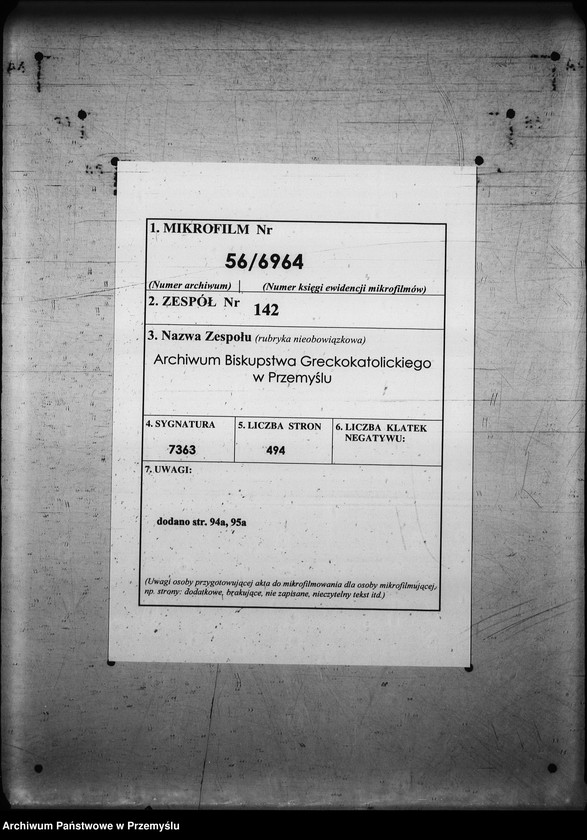 1. MIKROFILM Nr
56/6964
(Numer archiwum) | (Numer księgi ewidencji mikrofilmów)
2. ZESPÓŁ Nr 142
3. Nazwa Zespołu (rubryka nieobowiązkowa)
Archiwum Biskupstwa Greckokatolickiego
w Przemyślu
4. SYGNATURA
7363
5. LICZBA STRON
494
6. LICZBA KLATEK
NEGATYWU:
7. UWAGI:
dodano str. 94a, 95a
(Uwagi osoby przygotowującej akta do mikrofilmowania dla osoby mikrofilmującej,
np. strony: dodatkowe, brakujące, nie zapisane, nieczytelny tekst itd.)
Archiwum Państwowe w Przemyślu